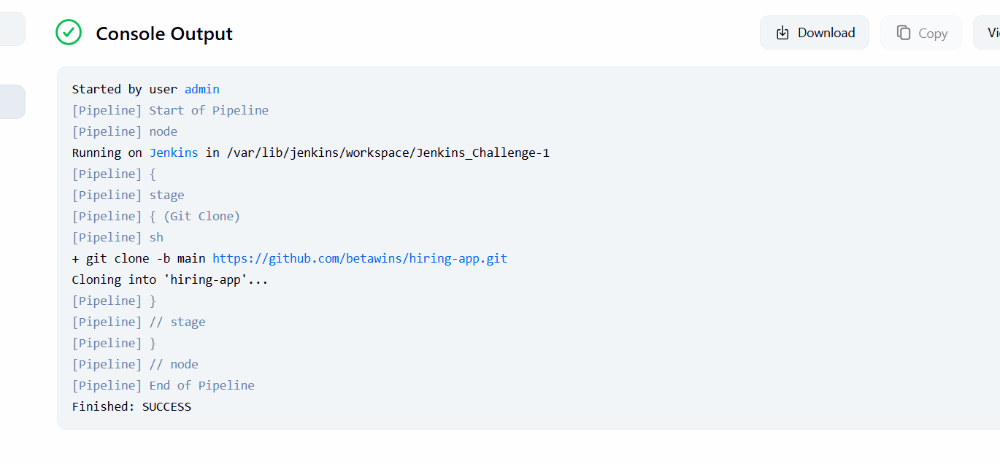 Console Output
Download
Copy
Started by user admin
[Pipeline] Start of Pipeline
[Pipeline] node
Running on Jenkins in /var/lib/jenkins/workspace/Jenkins_Challenge-1
[Pipeline] {
[Pipeline] stage
[Pipeline] { (Git Clone)
[Pipeline] sh
+ git clone -b main https://github.com/betawins/hiring-app.git
Cloning into 'hiring-app'...
[Pipeline] }
[Pipeline] // stage
[Pipeline] }
[Pipeline] // node
[Pipeline] End of Pipeline
Finished: SUCCESS